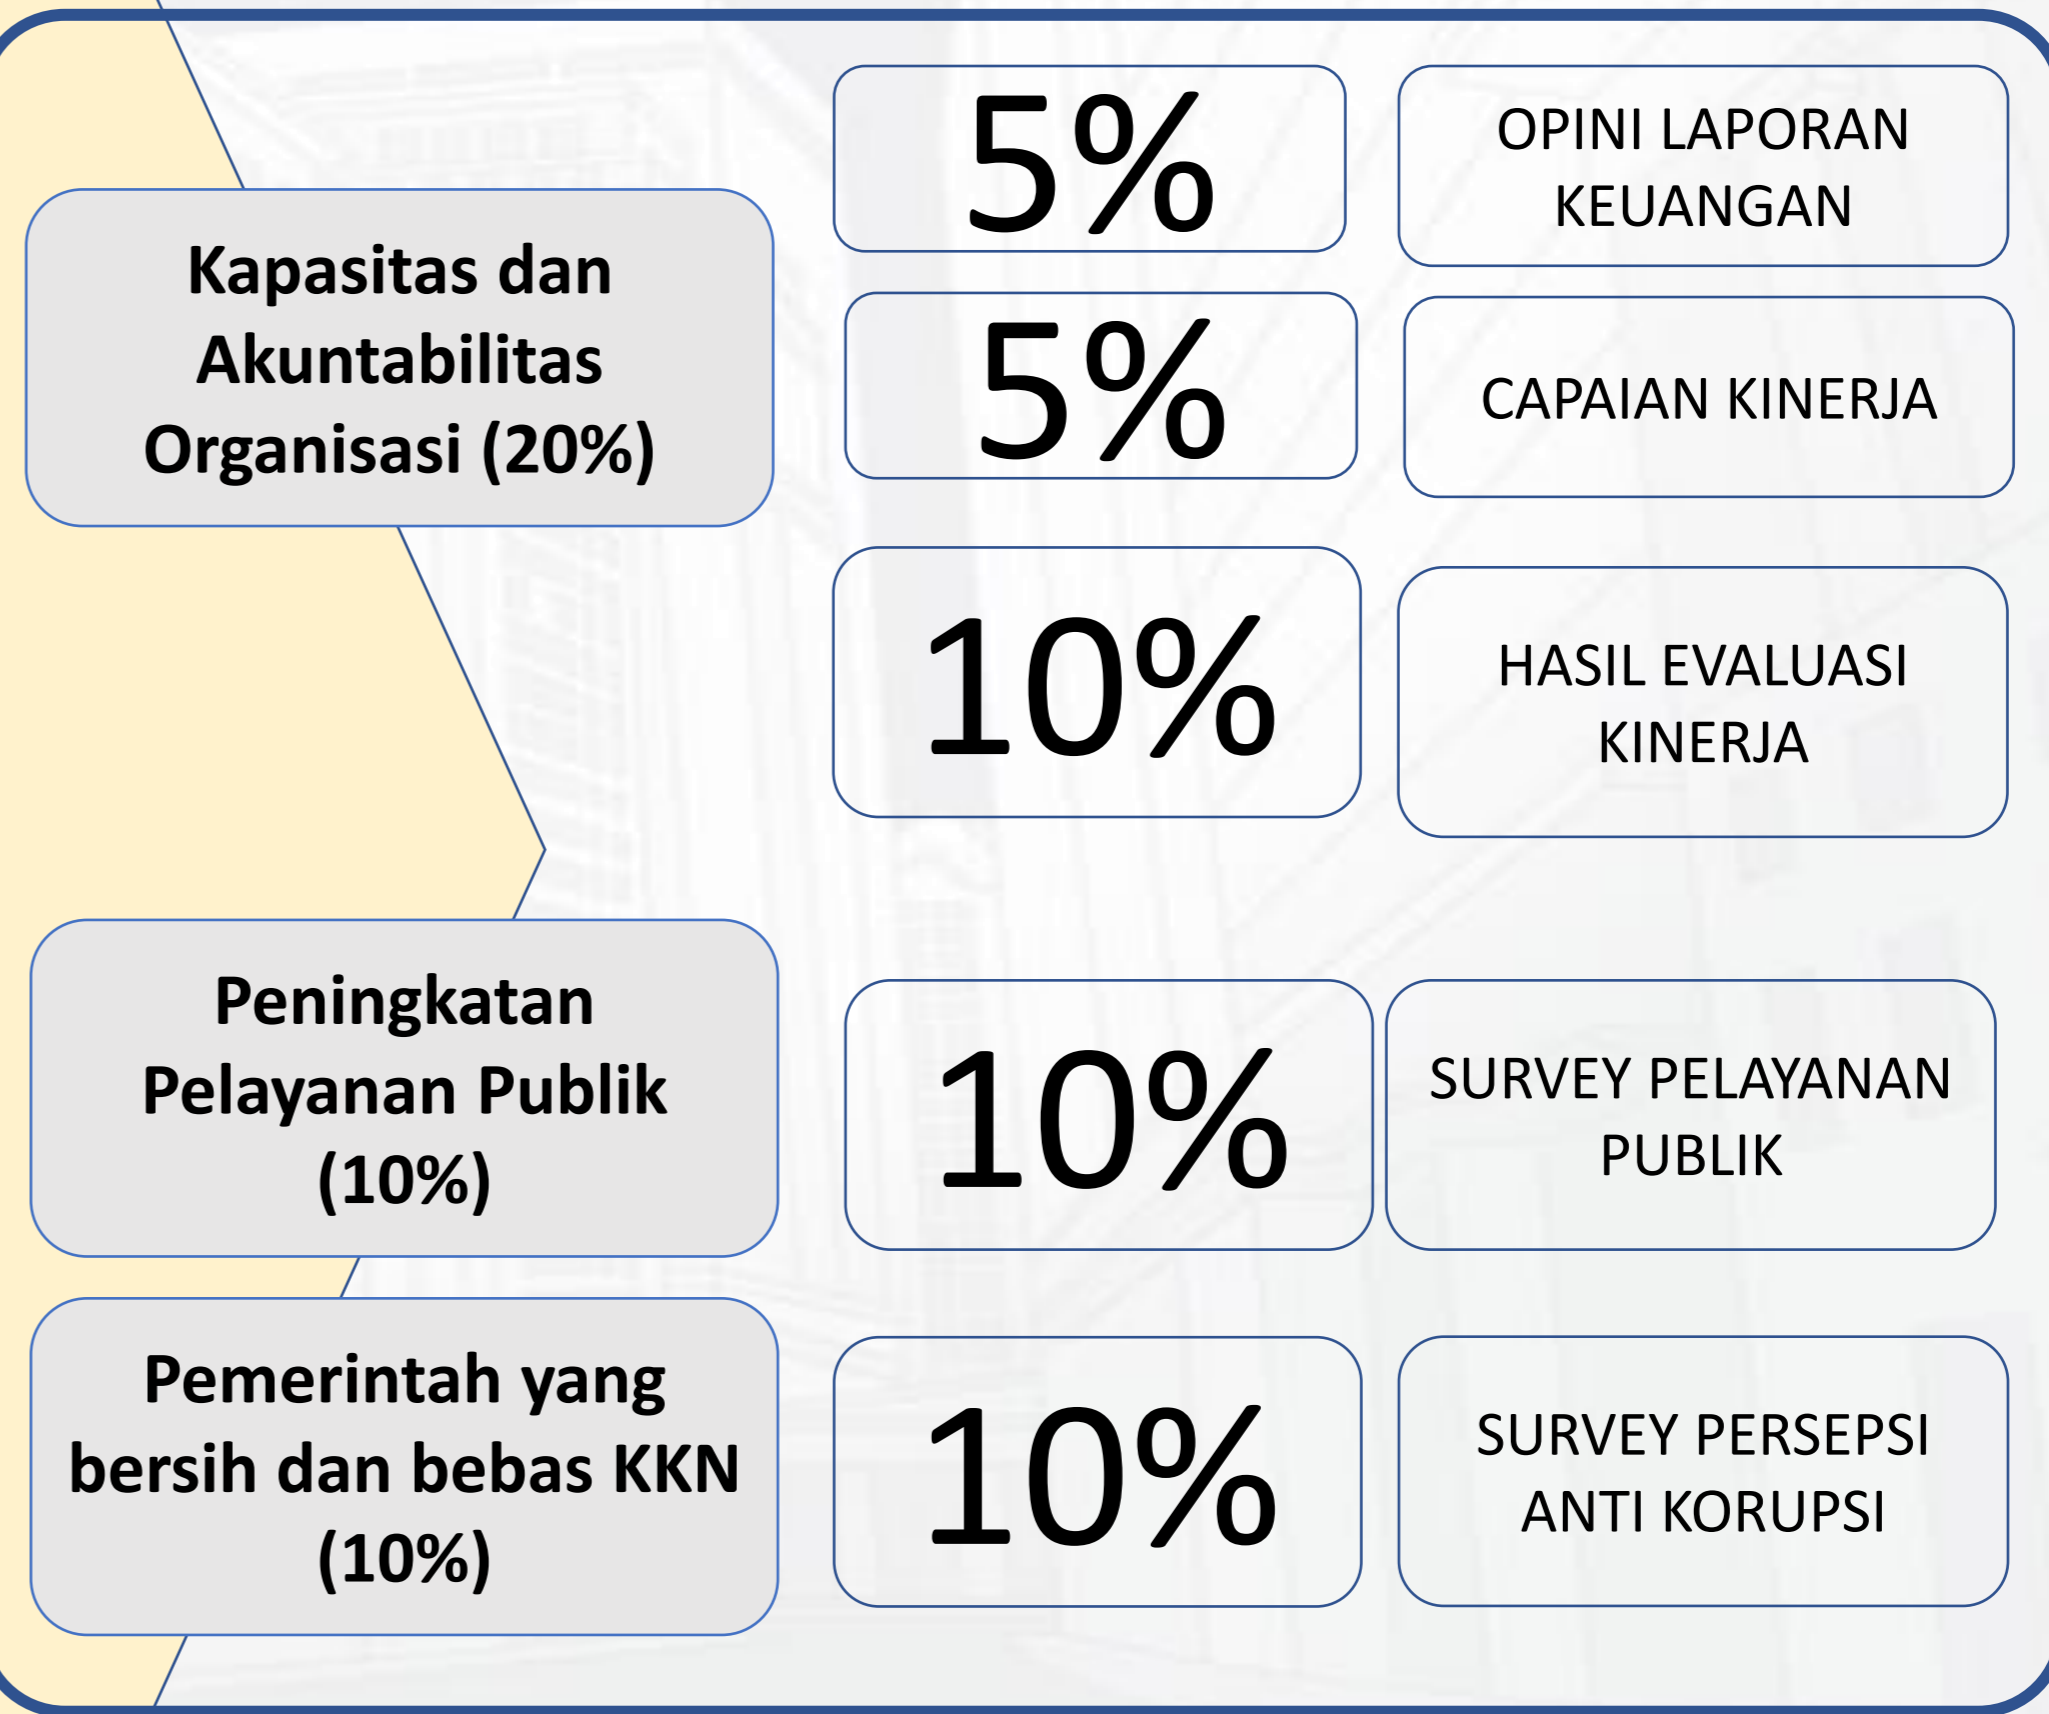 Kapasitas dan
Akuntabilitas
Organisasi (20%)
5%
OPINI LAPORAN
KEUANGAN
5%
CAPAIAN KINERJA
10%
HASIL EVALUASI
KINERJA
Peningkatan
Pelayanan Publik
(10%)
10%
SURVEY PELAYANAN
PUBLIK
Pemerintah yang
bersih dan bebas KKN
(10%)
10%
SURVEY PERSEPSI
ANTI KORUPSI